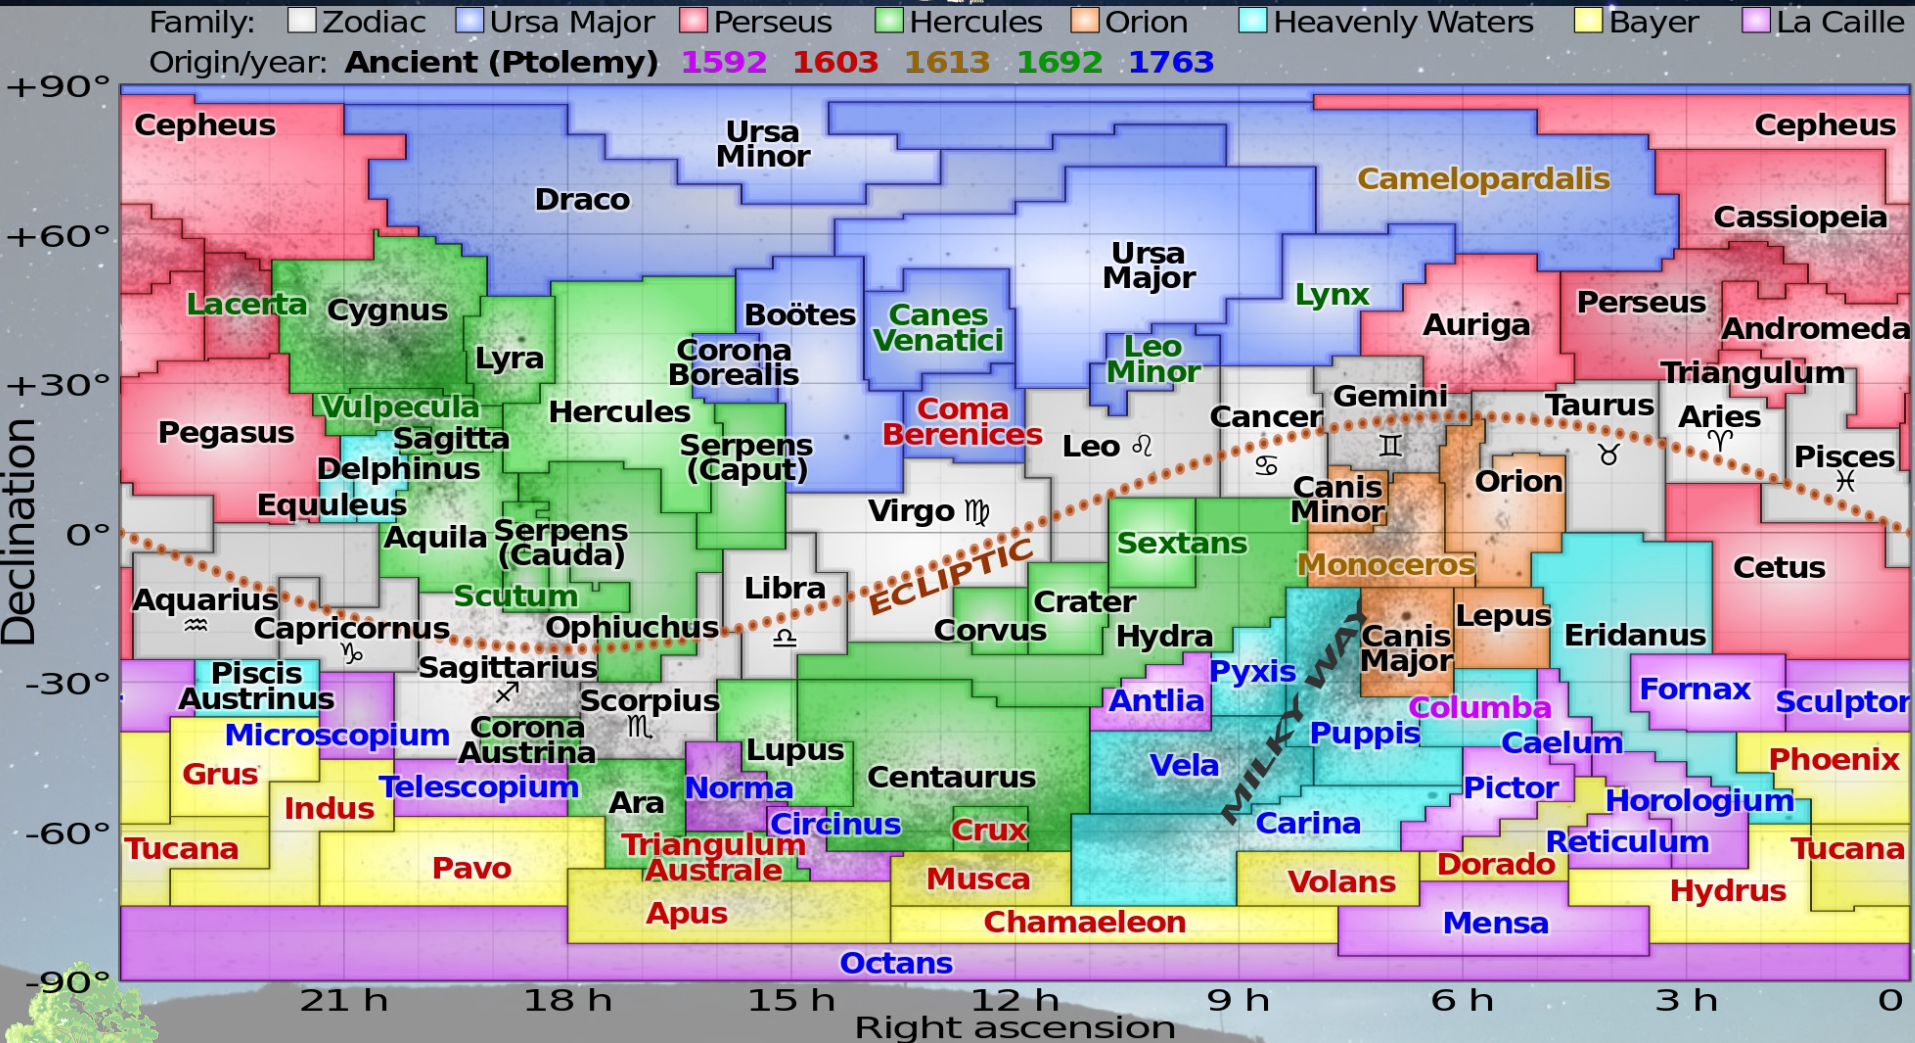 Family: Zodiac Ursa Major Perseus Hercules Orion Heavenly Waters Bayer La Caille
Origin/year: Ancient (Ptolemy) 1592 1603 1613 1692 1763
+90°
Cepheus
Ursa
Minor
Cepheus
Camelopardalis
Draco
Cassiopeia
+60°
Ursa
Major
Lacerta
Cygnus
Boötes
Canes
Venatici
Lynx
Perseus
Auriga
Andromeda
Lyra
Corona
Borealis
Leo
Minor
Triangulum
+30°
Gemini
Vulpecula
Hercules
Coma
Berenices
Cancer
Taurus
Aries
♈
Pegasus
Sagitta
Serpens
(Caput)
Leo ♌
♊
♉
Pisces
♓
Delphinus
♋
Orion
Equuleus
Virgo ♍
Canis
Minor
0°
Aquila
Serpens
(Cauda)
Sextans
ECLIPTIC
Monoceros
Cetus
Declination
Aquarius
♒
Scutum
Libra
♎
Crater
Lepus
Capricornus
♑
Ophiuchus
Corvus
Hydra
MILKY WAY
Canis
Major
Eridanus
-30°
Piscis
Austrinus
Sagittarius
♐
Pyxis
Scorpius
♏
Antlia
Columba
Fornax
Sculptor
Microscopium
Corona
Austrina
Lupus
Puppis
Caelum
Grus
Centaurus
Vela
Phoenix
Telescopium
Norma
Pictor
Indus
Ara
Horologium
-60°
Circinus
Crux
Carina
Tucana
Triangulum
Australe
Reticulum
Tucana
Pavo
Musca
Volans
Dorado
Hydrus
Apus
Chamaeleon
Mensa
Octans
-90°
21 h 18 h 15 h 12 h 9 h 6 h 3 h 0
Right ascension